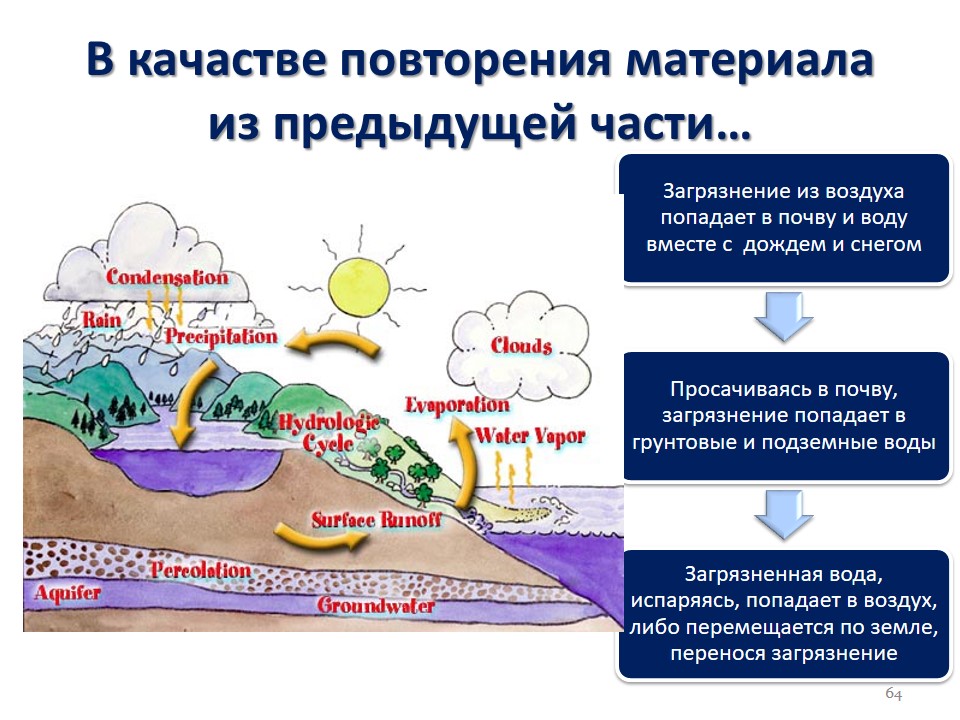 В качастве повторения материала
из предыдущей части…
Загрязнение из воздуха
попадает в почву и воду
вместе с дождем и снегом
Condensation
Rain
Precipitation
Clouds
Просачиваясь в почву,
загрязнение попадает в
грунтовые и подземные воды
Evaporation
Hydrologic
Cycle
Water Vapor
Surface Runoff
Percolation
Aquifer
Groundwater
Загрязненная вода,
испаряясь, попадает в воздух,
либо перемещается по земле,
перенося загрязнение
64